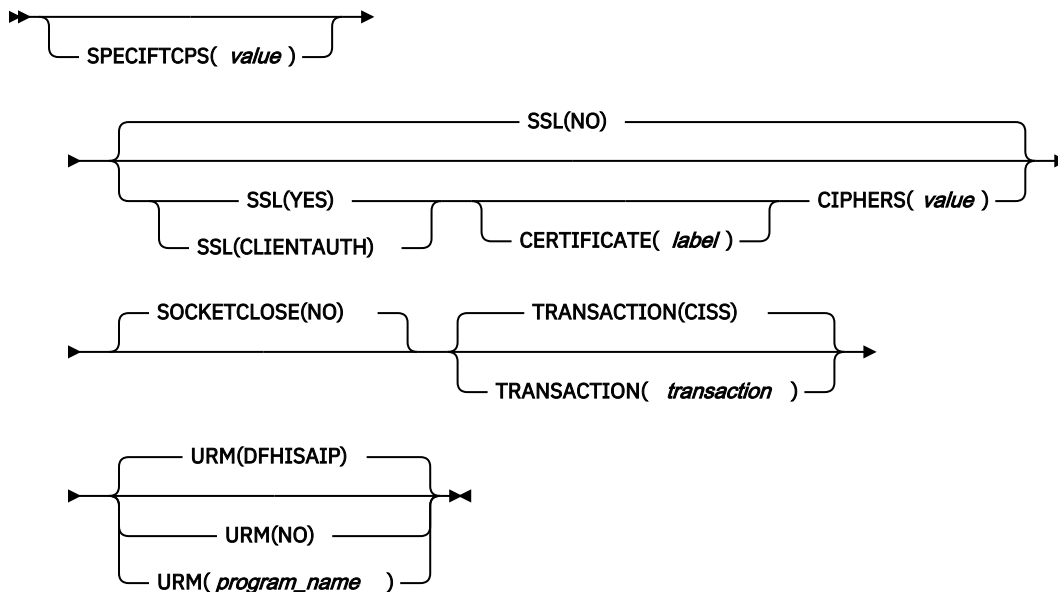 SPECIFTCPS( value )
SSL(NO)
SSL(YES)
CIPHERS( value )
SSL(CLIENTAUTH)
CERTIFICATE( label )
SOCKETCLOSE(NO)
TRANSACTION(CISS)
TRANSACTION( transaction )
URM(DFHISAIP)
URM(NO)
URM( program_name )